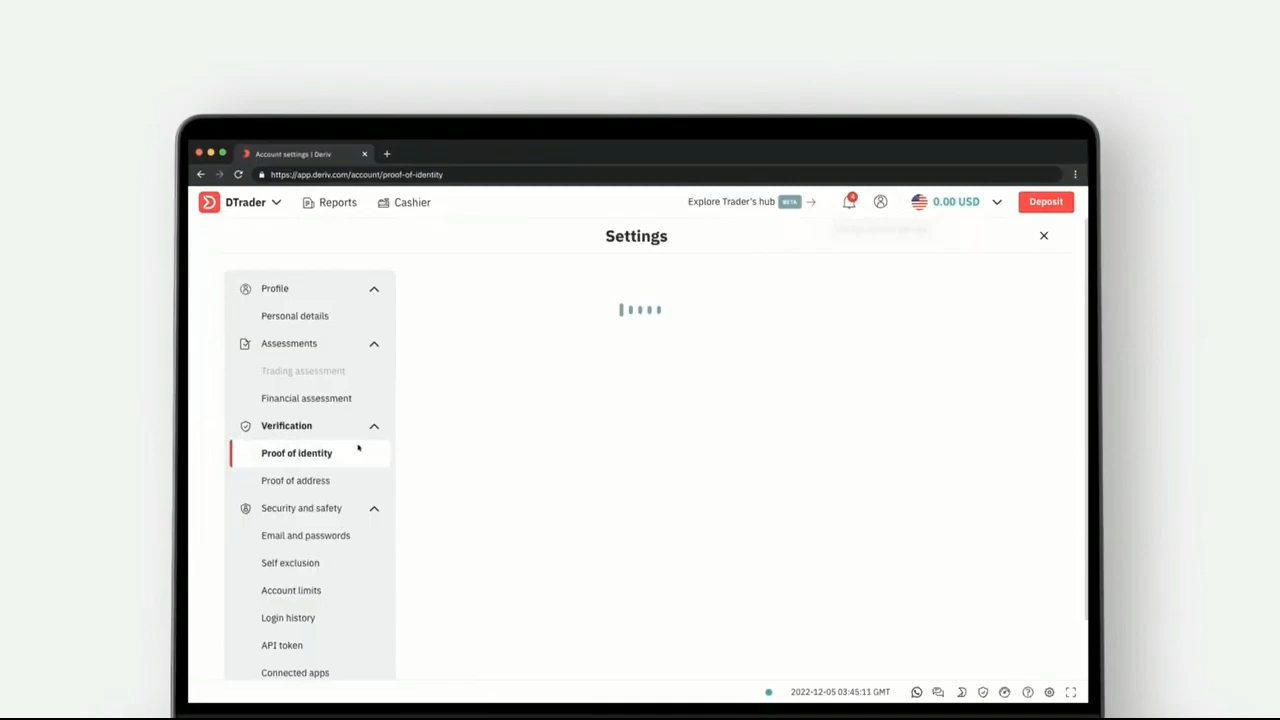 Account settings | Deriv
https://app.deriv.com/account/proof-of-identity
DTrader
Reports
Cashier
Explore Trader's hub
BETA
4
0.00 USD
Deposit
Settings
Profile
Personal details
Assessments
Trading assessment
Financial assessment
Verification
Proof of identity
Proof of address
Security and safety
Email and passwords
Self exclusion
Account limits
Login history
API token
Connected apps
2022-12-05 03:45:11 GMT